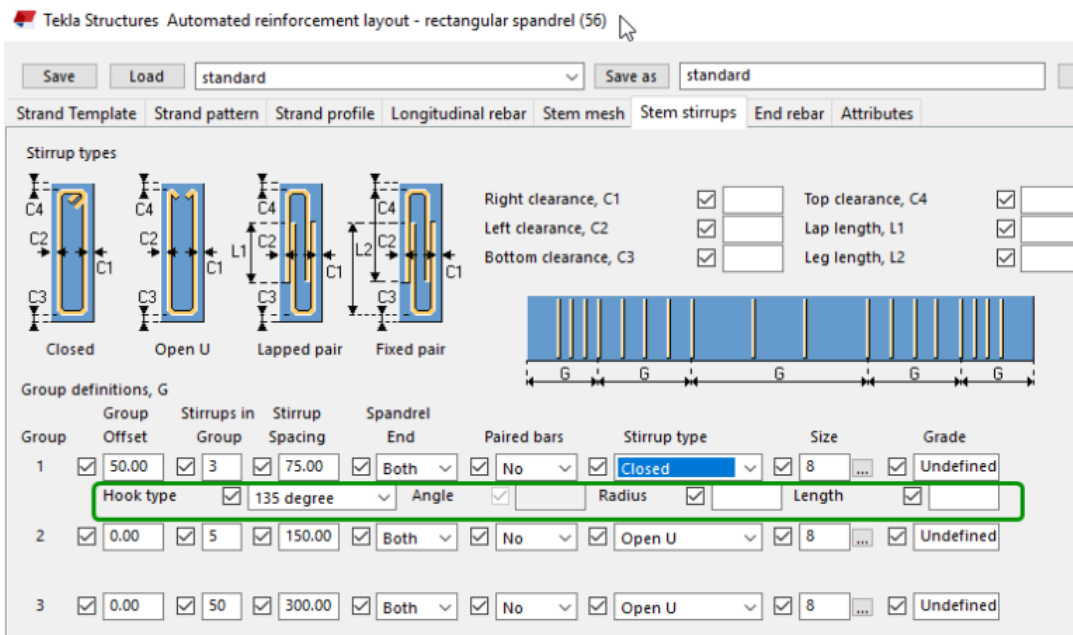 Tekla Structures Automated reinforcement layout - rectangular spandrel (56)
Save Load standard Save as standard
Strand Template Strand pattern Strand profile Longitudinal rebar Stem mesh Stem stirrups End rebar Attributes
Stirrup types
C4 C4 C4 C4
C2 C1 C2 C1 L1 C2 C1 L2 C2 C1
C3 C3 C3 C3
Closed Open U Lapped pair Fixed pair
Right clearance, C1 Top clearance, C4
Left clearance, C2 Lap length, L1
Bottom clearance, C3 Leg length, L2
G G G G G
Group definitions, G
Group Stirrups in Stirrup Spandrel
Group Offset Group Spacing End Paired bars Stirrup type Size Grade
1 50.00 3 75.00 Both No Closed 8 ... Undefined
Hook type 135 degree Angle Radius Length
2 0.00 5 150.00 Both No Open U 8 ... Undefined
3 0.00 50 300.00 Both No Open U 8 ... Undefined